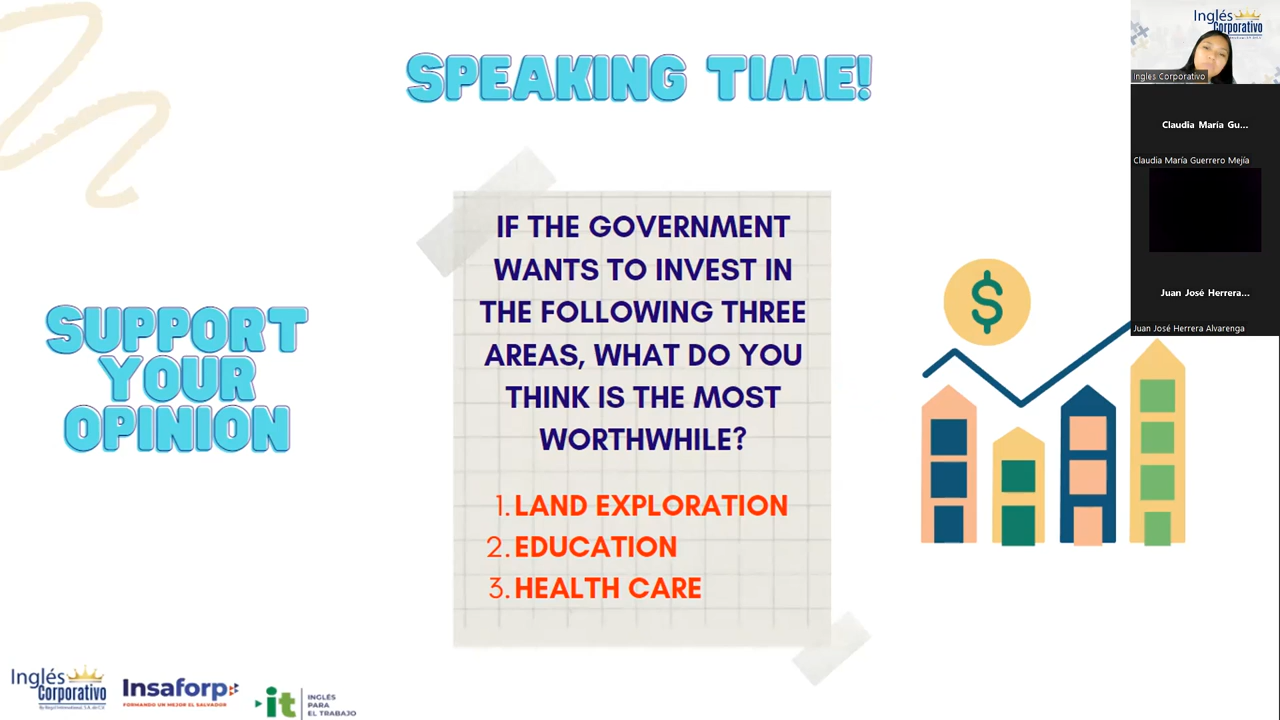 SPEAKING TIME!
SUPPORT
YOUR
OPINION
IF THE GOVERNMENT
WANTS TO INVEST IN
THE FOLLOWING THREE
AREAS, WHAT DO YOU
THINK IS THE MOST
WORTHWHILE?
1. LAND EXPLORATION
2. EDUCATION
3. HEALTH CARE
$
Inglés
Corporativo
Ingles Corporativo
Claudia María Gu...
Claudia María Guerrero Mejía
Juan José Herrera...
Juan José Herrera Alvarenga
Inglés
Corporativo
Insaforp
FORMANDO UN MEJOR EL SALVADOR
it
INGLÉS
PARA
EL TRABAJO